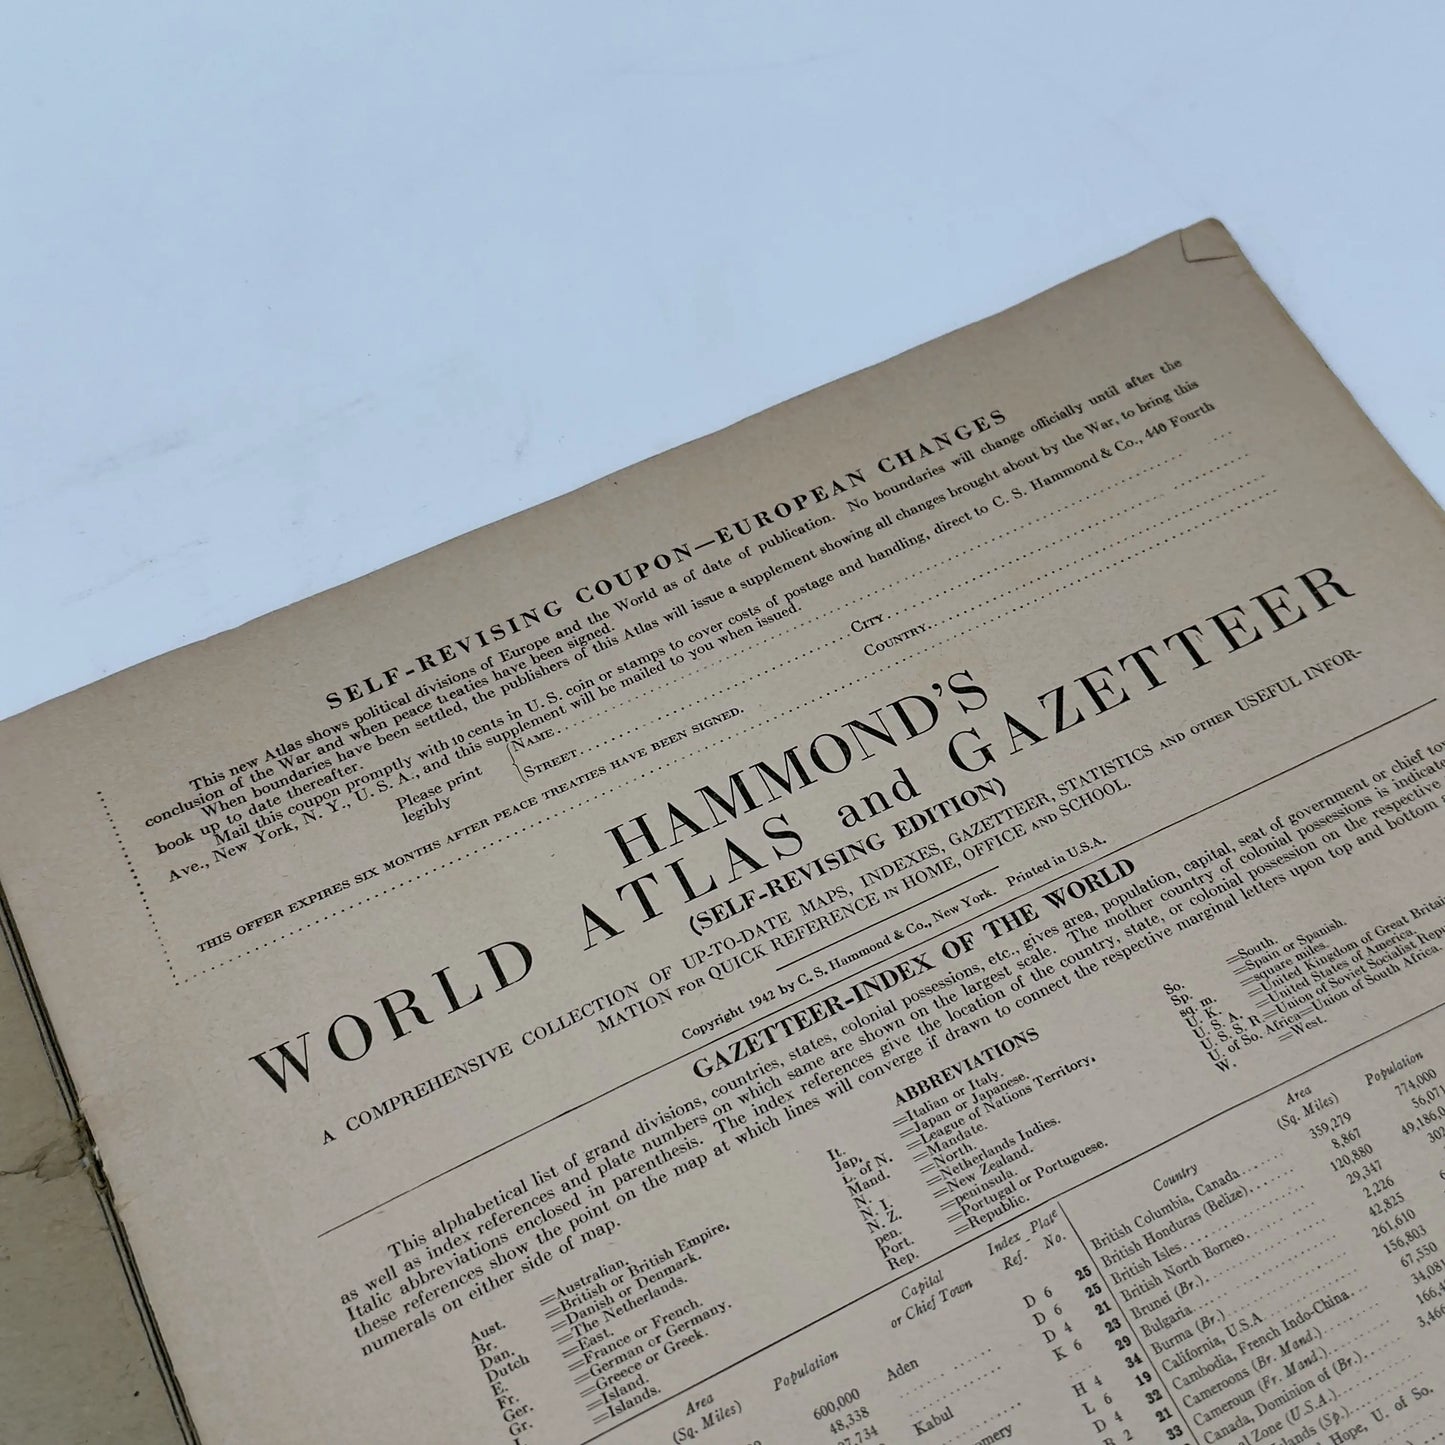 SELF-REVISING COUPON—EUROPEAN CHANGES
This new Atlas shows political divisions of Europe and the World as of date of publication. No boundaries will change officially until after the
conclusion of the War and when peace treaties have been signed.
When boundaries have been settled, the publishers of this Atlas will issue a supplement showing all changes brought about by the War, to bring this
book up to date thereafter.
Mail this coupon promptly with 10 cents in U. S. coin or stamps to cover costs of postage and handling, direct to C. S. Hammond & Co., 440 Fourth
Ave., New York, N. Y., U. S. A., and this supplement will be mailed to you when issued.
Please print legibly
NAME
STREET CITY
COUNTRY
THIS OFFER EXPIRES SIX MONTHS AFTER PEACE TREATIES HAVE BEEN SIGNED.
HAMMOND'S
WORLD ATLAS and GAZETTEER
(SELF-REVISING EDITION)
A COMPREHENSIVE COLLECTION OF UP-TO-DATE MAPS, INDEXES, GAZETTEER, STATISTICS AND OTHER USEFUL INFOR-
MATION FOR QUICK REFERENCE IN HOME, OFFICE AND SCHOOL.
Copyright 1942 by C. S. Hammond & Co., New York. Printed in U.S.A.
GAZETTEER-INDEX OF THE WORLD
This alphabetical list of grand divisions, countries, states, colonial possessions, etc., gives area, population, capital, seat of government or chief
as well as index references and plate numbers on which same are shown on the largest scale. The mother country of colonial possessions is
Italic abbreviations enclosed in parenthesis. The index references give the location of the country, state, or colonial possession on the respective
these references show the point on the map at which lines will converge if drawn to connect the respective marginal letters upon top and bottom
numerals on either side of map.
ABBREVIATIONS
Aust. =Australian.
Br. =British or British Empire.
Dan. =Danish or Denmark.
Dutch =The Netherlands.
E. =East.
Fr. =France or French.
Ger. =German or Germany.
Gr. =Greece or Greek.
I. =Island.
=Islands.
It. =Italian or Italy.
Jap. =Japan or Japanese.
L. of N. =League of Nations Territory.
Mand. =Mandate.
N. =North.
N. I. =Netherlands Indies.
N. Z. =New Zealand.
pen. =peninsula.
Port. =Portugal or Portuguese.
Rep. =Republic.
So. =South.
Sp. =Spain or Spanish.
sq. m. =square miles.
U. K. =United Kingdom of Great
U. S. A. =United States of America.
U. S. S. R. =Union of Soviet Socialist
U. of So. Africa=Union of South Africa.
W. =West.
Area (Sq. Miles) Population Capital or Chief Town Index Ref. Plate No.
600,000 Aden D 6 25
48,338 D 6 25
D 4 21
Kabul K 6 23
29
H 4 34
L 6 19
D 4 32
B 2 21
33
Country Area (Sq. Miles) Population
British Columbia, Canada 359,279 774,000
British Honduras (Belize) 8,867
British Isles 120,880
British North Borneo 29,347
Brunei (Br.) 2,226
Bulgaria 42,825
Burma (Br.) 261,610
California, U.S.A 156,803
Cambodia, French Indo-China 67,550
Cameroons (Br. Mand.)
Cameroun (Fr. Mand.)
Canada, Dominion of (Br.)
Zone (U.S.A.)
(Sp.)
Hope, U. of So.